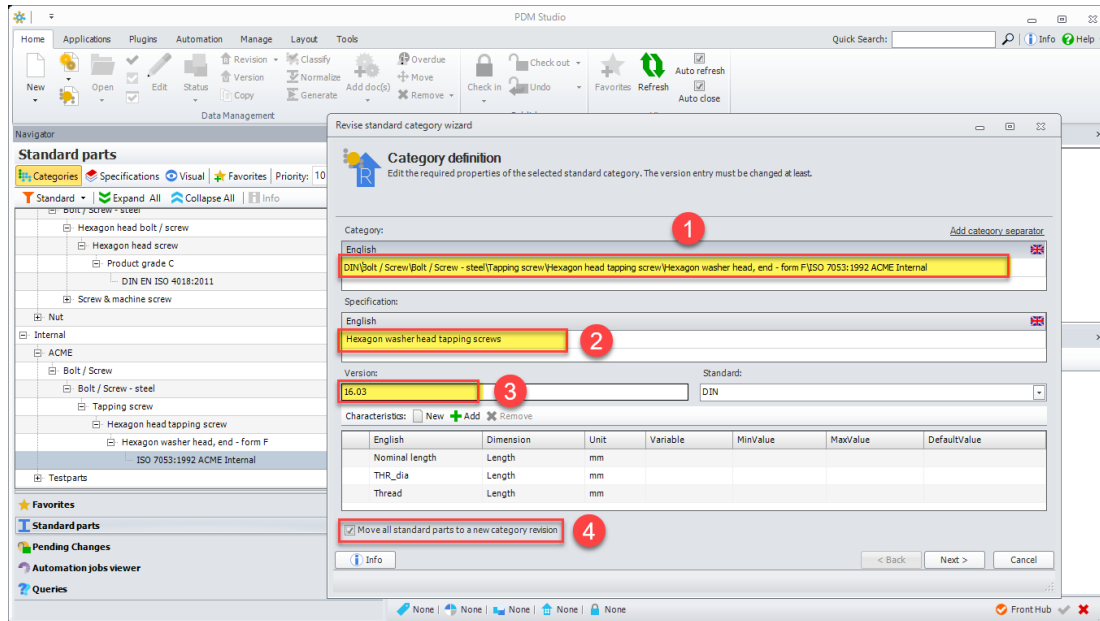 PDM Studio
Home Applications Plugins Automation Manage Layout Tools Quick Search: Info Help
New Open Edit Status Revision Version Copy Classify Normalize Generate Add doc(s) Overdue Move Remove Check in Check out Undo Favorites Refresh Auto refresh Auto close
Data Management
Navigator
Standard parts
Categories Specifications Visual Favorites Priority: 10
Standard Expand All Collapse All Info
Bolt / Screw - steel
Hexagon head bolt / screw
Hexagon head screw
Product grade C
DIN EN ISO 4018:2011
Screw & machine screw
Nut
Internal
ACME
Bolt / Screw
Bolt / Screw - steel
Tapping screw
Hexagon head tapping screw
Hexagon washer head, end - form F
ISO 7053:1992 ACME Internal
Testparts
Favorites
Standard parts
Pending Changes
Automation jobs viewer
Queries
Revise standard category wizard
Category definition
Edit the required properties of the selected standard category. The version entry must be changed at least.
1
Category: Add category separator
English
DIN\Bolt / Screw\Bolt / Screw - steel\Tapping screw\Hexagon head tapping screw\Hexagon washer head, end - form F\ISO 7053:1992 ACME Internal
Specification:
English
Hexagon washer head tapping screws
2
Version: Standard:
16.03 DIN
3
Characteristics: New Add Remove
English Dimension Unit Variable MinValue MaxValue DefaultValue
Nominal length Length mm
THR_dia Length mm
Thread Length mm
Move all standard parts to a new category revision
4
Info < Back Next > Cancel
None None None None None Front Hub